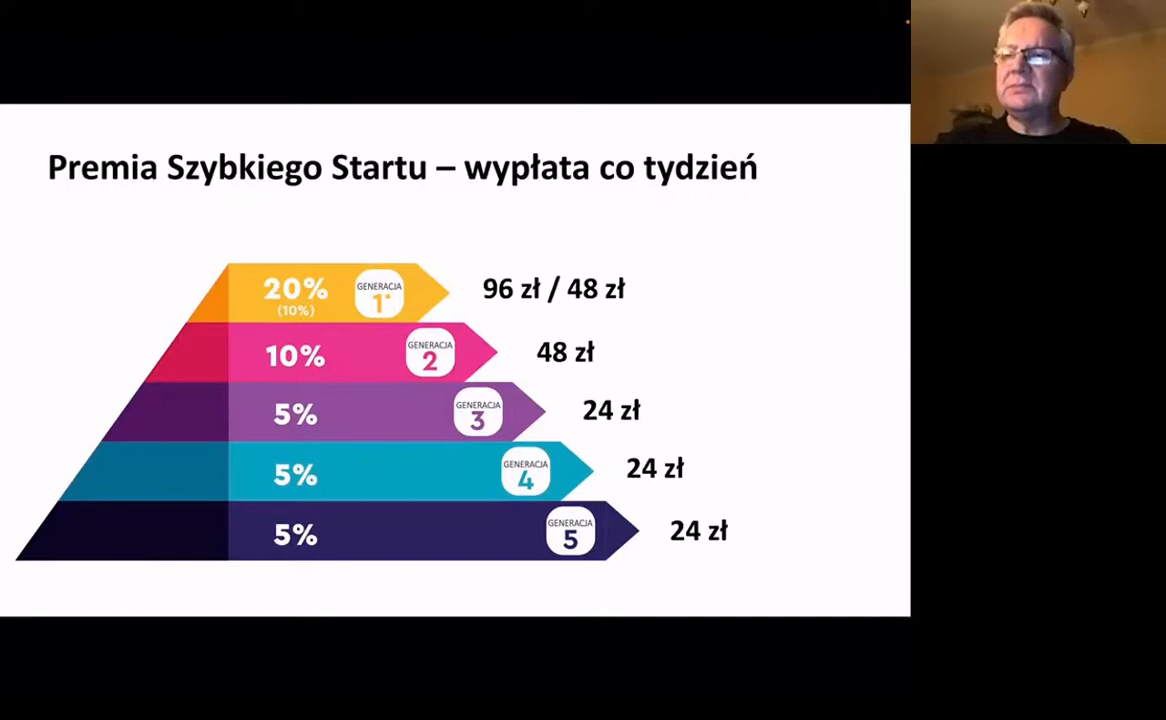 Premia Szybkiego Startu – wypłata co tydzień
20%
(10%)
GENERACJA
1*
96 zł / 48 zł
10%
GENERACJA
2
48 zł
5%
GENERACJA
3
24 zł
5%
GENERACJA
4
24 zł
5%
GENERACJA
5
24 zł